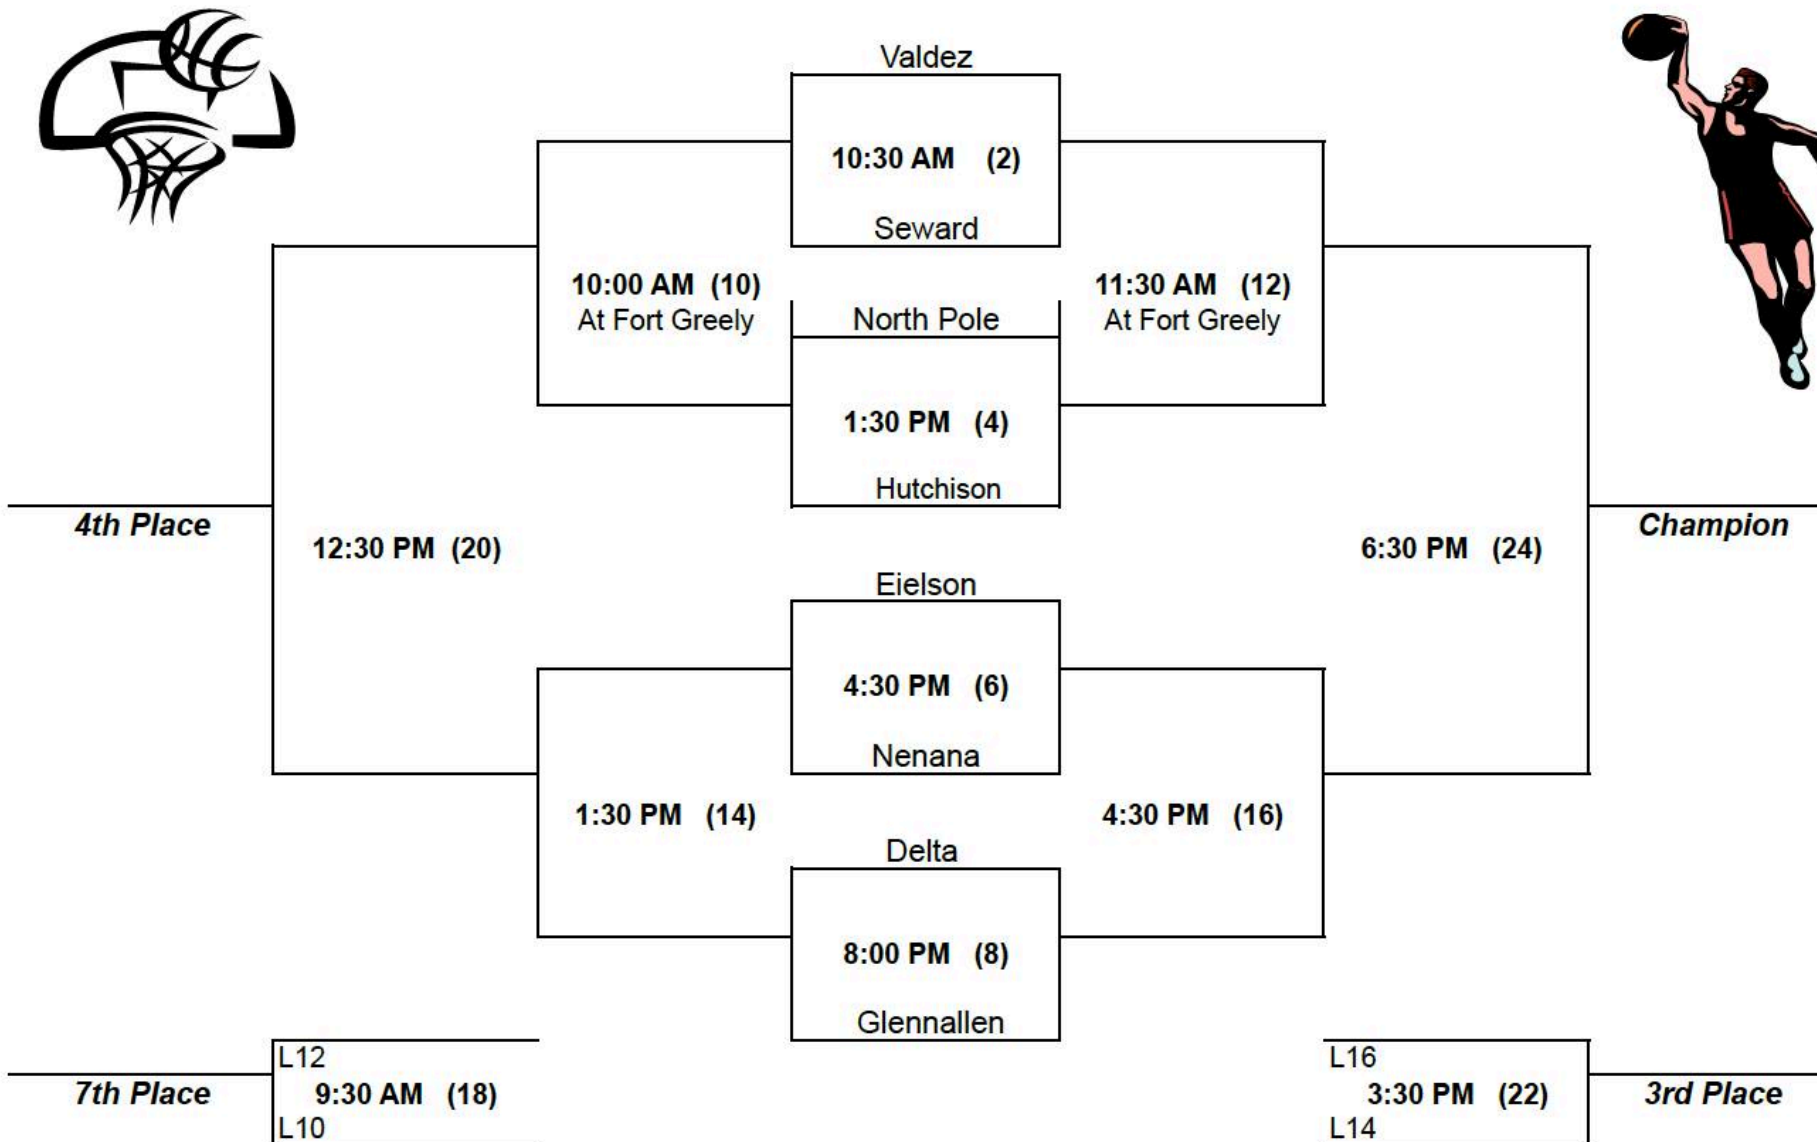 Valdez
10:30 AM (2)
Seward
10:00 AM (10)
At Fort Greely
North Pole
11:30 AM (12)
At Fort Greely
1:30 PM (4)
Hutchison
4th Place
12:30 PM (20)
6:30 PM (24)
Champion
Eielson
4:30 PM (6)
Nenana
1:30 PM (14)
4:30 PM (16)
Delta
8:00 PM (8)
Glennallen
L12
7th Place
9:30 AM (18)
L10
L16
3:30 PM (22)
3rd Place
L14